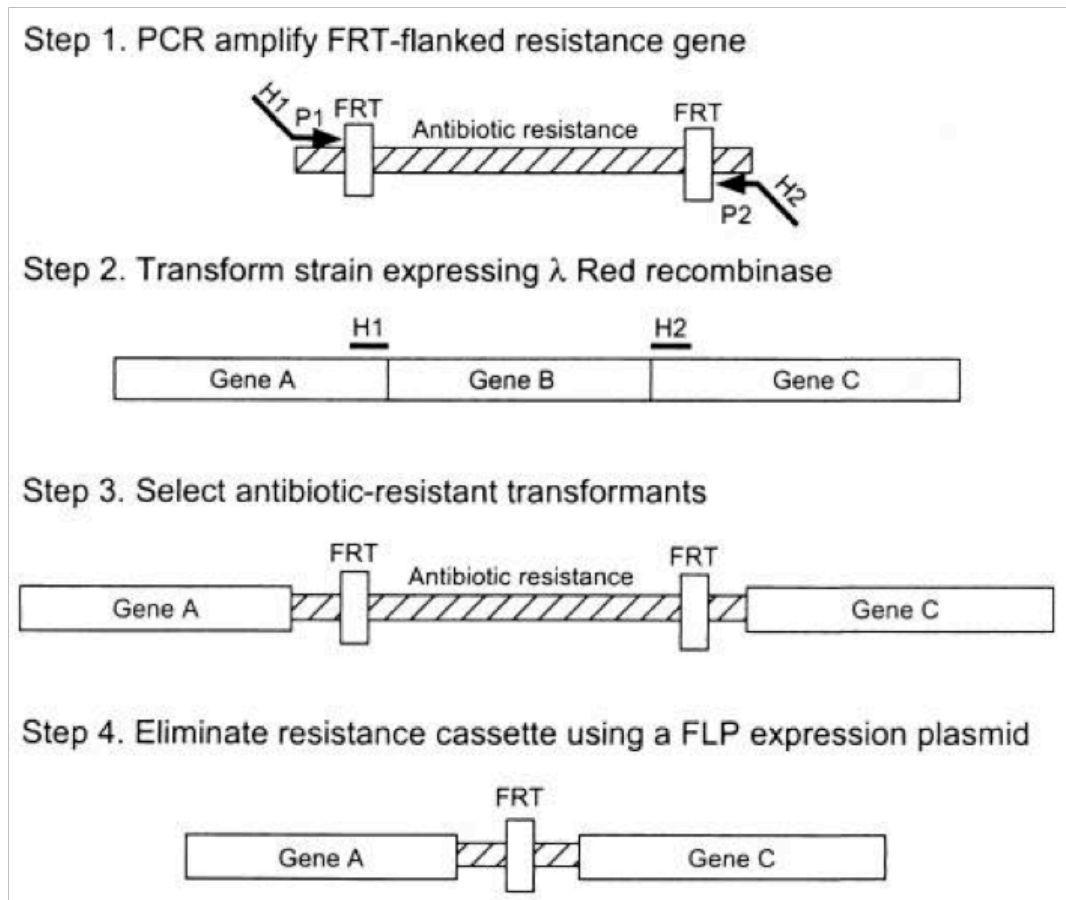 Step 1. PCR amplify FRT-flanked resistance gene
H1
P1
FRT
Antibiotic resistance
FRT
P2
H2
Step 2. Transform strain expressing λ Red recombinase
H1
H2
Gene A
Gene B
Gene C
Step 3. Select antibiotic-resistant transformants
FRT
Antibiotic resistance
FRT
Gene A
Gene C
Step 4. Eliminate resistance cassette using a FLP expression plasmid
FRT
Gene A
Gene C